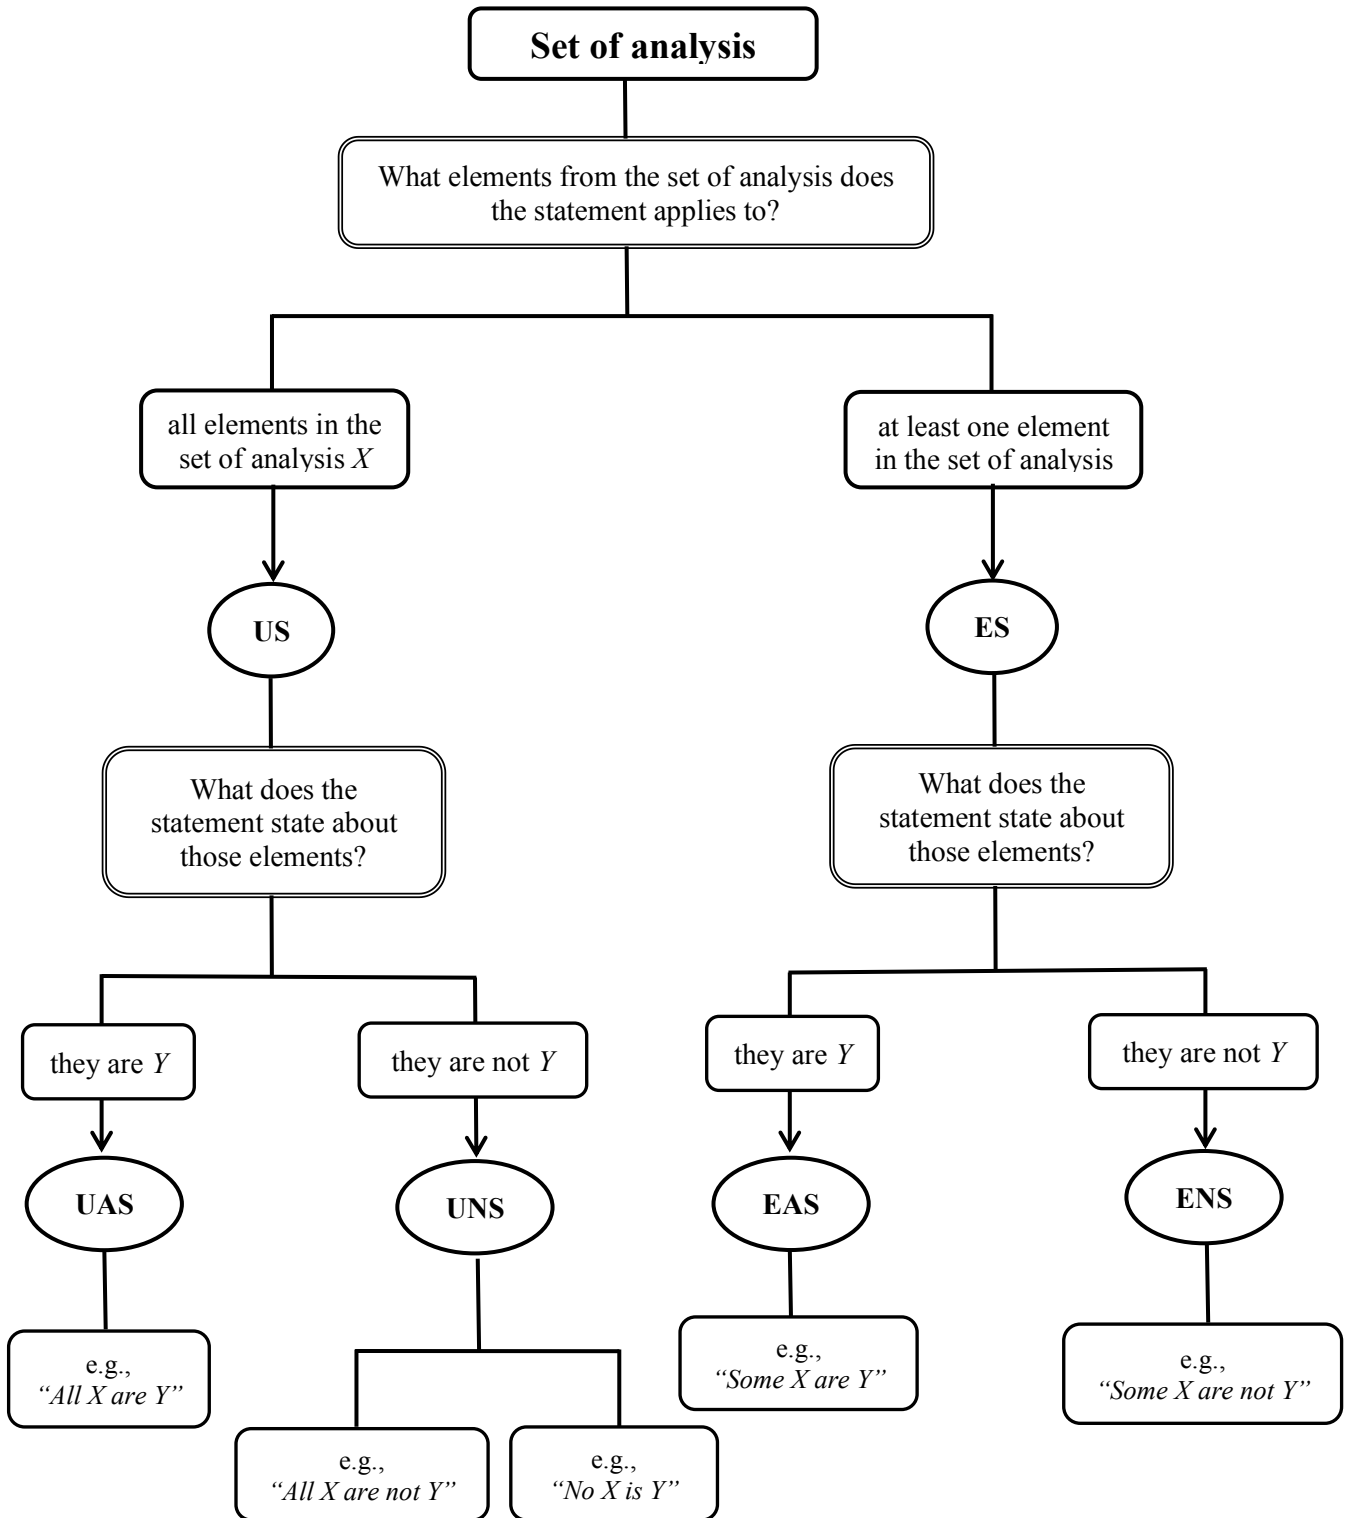 Set of analysis
What elements from the set of analysis does
the statement applies to?
all elements in the
set of analysis X
at least one element
in the set of analysis
US
ES
What does the
statement state about
those elements?
What does the
statement state about
those elements?
they are Y
they are not Y
they are Y
they are not Y
UAS
UNS
EAS
ENS
e.g.,
“All X are Y”
e.g.,
“All X are not Y”
e.g.,
“No X is Y”
e.g.,
“Some X are Y”
e.g.,
“Some X are not Y”